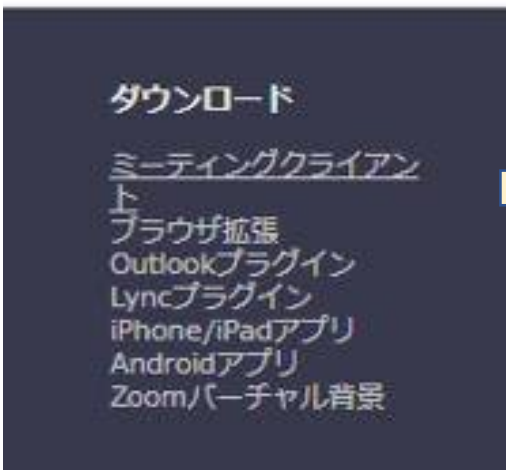 ダウンロード
ミーティングクライアン
ト
ブラウザ拡張
Outlookプラグイン
Lyncプラグイン
iPhone/iPadアプリ
Androidアプリ
Zoomバーチャル背景